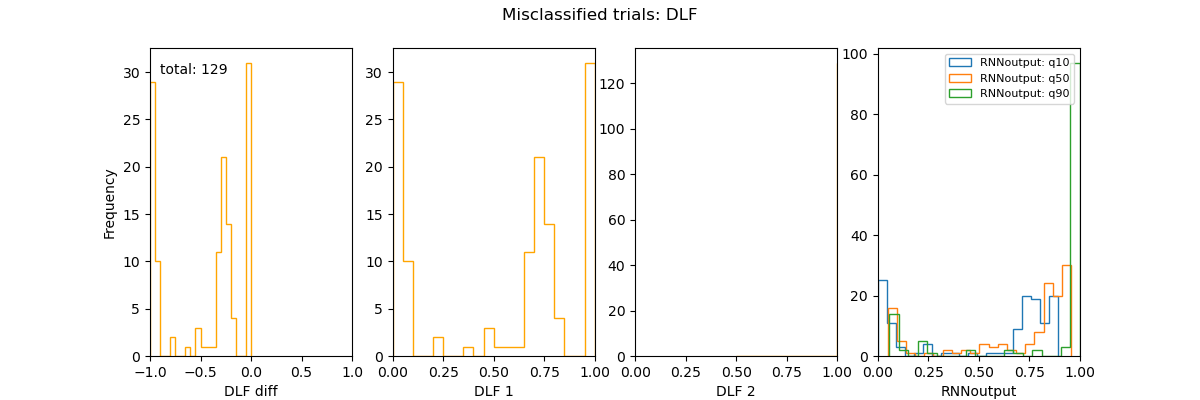 Misclassified trials: DLF
total: 129
Frequency
30
25
20
15
10
5
0
−1.0 −0.5 0.0 0.5 1.0
DLF diff
30
25
20
15
10
5
0
0.00 0.25 0.50 0.75 1.00
DLF 1
120
100
80
60
40
20
0
0.00 0.25 0.50 0.75 1.00
DLF 2
100
80
60
40
20
0
0.00 0.25 0.50 0.75 1.00
RNNoutput
RNNoutput: q10
RNNoutput: q50
RNNoutput: q90